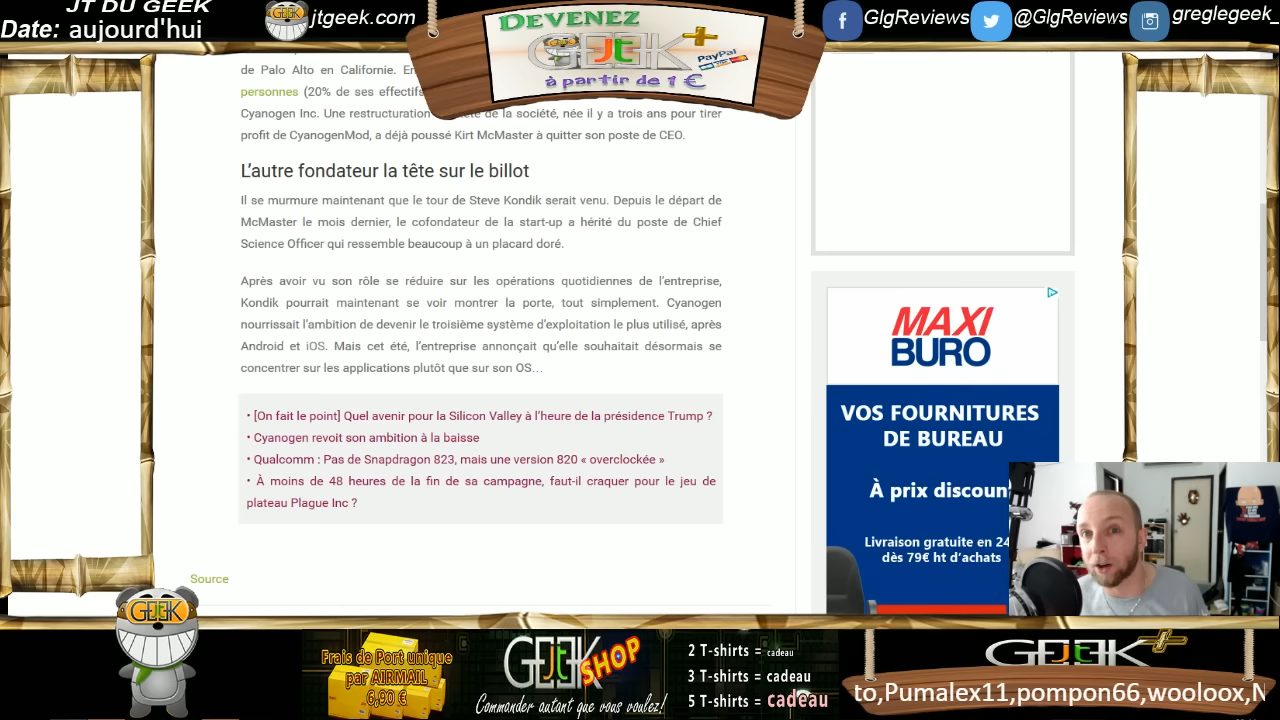 JT DU GEEK
Date: aujourd'hui
jtgeek.com
DEVENEZ
GEEK+
PayPal
à partir de 1 €
GlgReviews
@GlgReviews
greglegeek_
de Palo Alto en Californie. En
personnes (20% de ses effectifs
Cyanogen Inc. Une restructuration de la société, née il y a trois ans pour tirer
profit de CyanogenMod, a déjà poussé Kirt McMaster à quitter son poste de CEO.
L'autre fondateur la tête sur le billot
Il se murmure maintenant que le tour de Steve Kondik serait venu. Depuis le départ de
McMaster le mois dernier, le cofondateur de la start-up a hérité du poste de Chief
Science Officer qui ressemble beaucoup à un placard doré.
Après avoir vu son rôle se réduire sur les opérations quotidiennes de l'entreprise,
Kondik pourrait maintenant se voir montrer la porte, tout simplement. Cyanogen
nourrissait l'ambition de devenir le troisième système d'exploitation le plus utilisé, après
Android et iOS. Mais cet été, l'entreprise annonçait qu'elle souhaitait désormais se
concentrer sur les applications plutôt que sur son OS…
• [On fait le point] Quel avenir pour la Silicon Valley à l'heure de la présidence Trump ?
• Cyanogen revoit son ambition à la baisse
• Qualcomm : Pas de Snapdragon 823, mais une version 820 « overclockée »
• À moins de 48 heures de la fin de sa campagne, faut-il craquer pour le jeu de
plateau Plague Inc ?
Source
MAXI
BURO
VOS FOURNITURES
DE BUREAU
À prix discoun
Livraison gratuite en 24
dès 79€ ht d'achats
GEEK
Frais de Port unique
par AIRMAIL
6,90 €
GEEK SHOP
Commander autant que vous voulez!
2 T-shirts = cadeau
3 T-shirts = cadeau
5 T-shirts = cadeau
GEEK+
to,Pumalex11,pompon66,wooloox,N